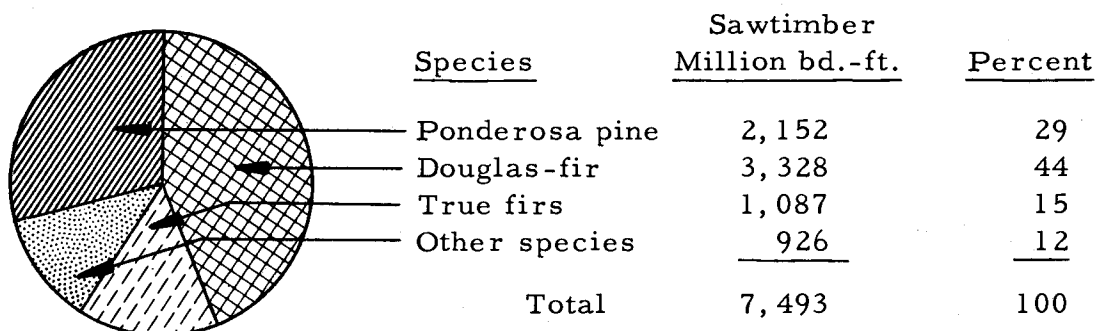 Sawtimber
Species Million bd.-ft. Percent
Ponderosa pine 2,152 29
Douglas-fir 3,328 44
True firs 1,087 15
Other species 926 12
Total 7,493 100